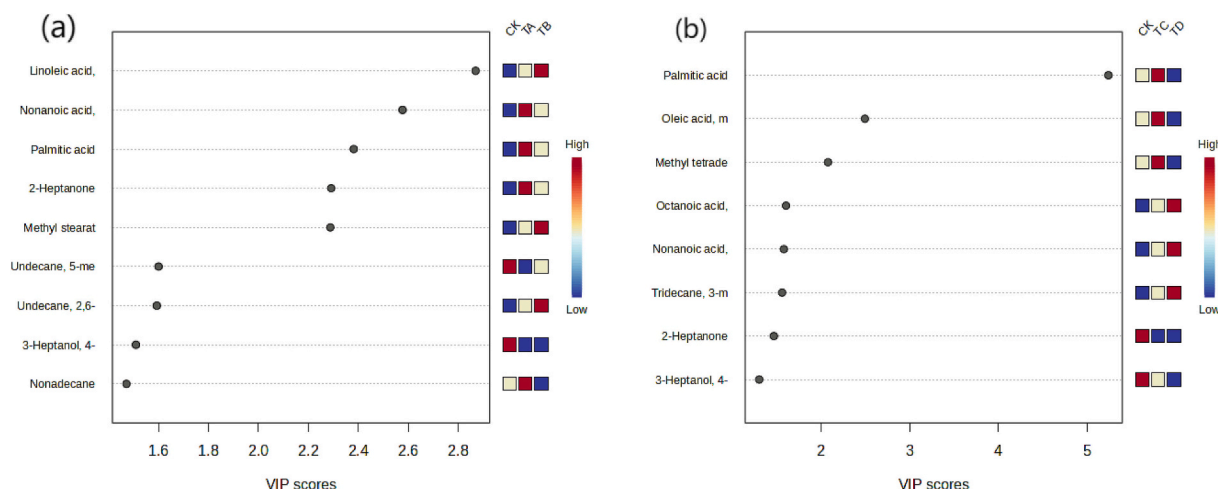 (a)
CK TA TB
Linoleic acid,
Nonanoic acid,
Palmitic acid
2-Heptanone
Methyl stearat
Undecane, 5-me
Undecane, 2,6-
3-Heptanol, 4-
Nonadecane
High
Low
1.6 1.8 2.0 2.2 2.4 2.6 2.8
VIP scores
(b)
CK TC TD
Palmitic acid
Oleic acid, m
Methyl tetrade
Octanoic acid,
Nonanoic acid,
Tridecane, 3-m
2-Heptanone
3-Heptanol, 4-
High
Low
2 3 4 5
VIP scores